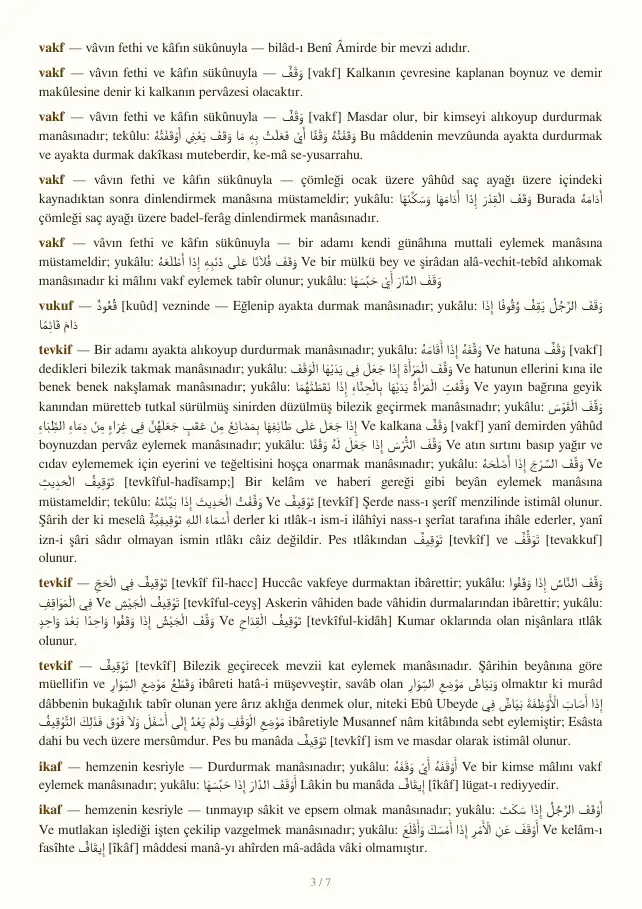 vakf — vâvın fethi ve kâfın sükûnuyla — bilâd-ı Benî Âmirde bir mevzi adıdır.
vakf — vâvın fethi ve kâfın sükûnuyla — وَقْفٌ [vakf] Kalkanın çevresine kaplanan boynuz ve demir
makûlesine denir ki kalkanın pervâzesi olacaktır.
vakf — vâvın fethi ve kâfın sükûnuyla — وَقْفٌ [vakf] Masdar olur, bir kimseyi alıkoyup durdurmak
manâsınadır; tekûlu: وَقَفْتُهُ وَقْفًا أَيْ فَعَلْتُ بِهِ مَا وَقَفَ يَعْنِي أَوْقَفْتُهُ Bu mâddenin mevzûunda ayakta durdurmak
ve ayakta durmak dakîkası muteberdir, ke-mâ se-yusarrahu.
vakf — vâvın fethi ve kâfın sükûnuyla — çömleği ocak üzere yâhûd saç ayağı üzere içindeki
kaynadıktan sonra dinlendirmek manâsına müstameldir; yukâlu: وَقَفَ الْقِدْرَ إِذَا أَدَامَهَا وَسَكَّنَهَا Burada أَدَامَهُ
çömleği saç ayağı üzere badel-ferâg dinlendirmek manâsınadır.
vakf — vâvın fethi ve kâfın sükûnuyla — bir adamı kendi günâhına muttali eylemek manâsına
müstameldir; yukâlu: وَقَفَ فُلاَنًا عَلَى ذَنْبِهِ إِذَا أَطْلَعَهُ Ve bir mülkü bey ve şirâdan alâ-vechit-tebîd alıkomak
manâsınadır ki mâlını vakf eylemek tabîr olunur; yukâlu: وَقَفَ الدَّارَ أَيْ حَبَّسَهَا
vukuf — قُعُودٌ [kuûd] vezninde — Eğlenip ayakta durmak manâsınadır; yukâlu: وَقَفَ الرَّجُلُ يَقِفُ وُقُوفًا إِذَا
دَامَ قَائِمًا
tevkif — Bir adamı ayakta alıkoyup durdurmak manâsınadır; yukâlu: وَقَّفَهُ إِذَا أَقَامَهُ Ve hatuna وَقْفٌ [vakf]
dedikleri bilezik takmak manâsınadır; yukâlu: وَقَّفَ الْمَرْأَةَ إِذَا جَعَلَ فِي يَدَيْهَا الْوَقْفَ Ve hatunun ellerini kına ile
benek benek nakşlamak manâsınadır; yukâlu: وَقَّفَتِ الْمَرْأَةُ يَدَيْهَا بِالْحِنَّاءِ إِذَا نَقَطَتْهُمَا Ve yayın bağrına geyik
kanından müretteb tutkal sürülmüş sinirden düzülmüş bilezik geçirmek manâsınadır; yukâlu: وَقَّفَ الْقَوْسَ
إِذَا جَعَلَ عَلَى طَائِفِهَا بِمَضَائِغَ مِنْ عَقَبٍ جَعَلَهُنَّ فِي غِرَاءٍ مِنْ دِمَاءِ الظِّبَاءِ Ve kalkana وَقْفٌ [vakf] yanî demirden yâhûd
boynuzdan pervâz eylemek manâsınadır; yukâlu: وَقَّفَ التُّرْسَ إِذَا جَعَلَ لَهُ وَقْفًا Ve atın sırtını basıp yağır ve
cıdav eylememek için eyerini ve teğeltisini hoşça onarmak manâsınadır; yukâlu: وَقَّفَ السَّرْجَ إِذَا أَصْلَحَهُ Ve
تَوْقِيفُ الْحَدِيثِ [tevkîful-hadîsamp;] Bir kelâm ve haberi gereği gibi beyân eylemek manâsına
müstameldir; tekûlu: وَقَّفْتُ الْحَدِيثَ إِذَا بَيَّنْتَهُ Ve تَوْقِيفٌ [tevkîf] Şerde nass-ı şerîf menzilinde istimâl olunur.
Şârih der ki meselâ أَسْمَاءُ اللهِ تَوْقِيفِيَّةٌ derler ki ıtlâk-ı ism-i ilâhîyi nass-ı şerîat tarafına ihâle ederler, yanî
izn-i şâri sâdır olmayan ismin ıtlâkı câiz değildir. Pes ıtlâkından تَوْقِيفٌ [tevkîf] ve تَوَقُّفٌ [tevakkuf]
olunur.
tevkif — تَوْقِيفٌ فِي الْحَجِّ [tevkîf fil-hacc] Huccâc vakfeye durmaktan ibârettir; yukâlu: وَقَّفَ النَّاسُ إِذَا وَقَفُوا
فِي الْمَوَاقِفِ Ve تَوْقِيفُ الْجَيْشِ [tevkîful-ceyş] Askerin vâhiden bade vâhidin durmalarından ibârettir; yukâlu:
وَقَّفَ الْجَيْشُ إِذَا وَقَفُوا وَاحِدًا بَعْدَ وَاحِدٍ Ve تَوْقِيفُ الْقِدَاحِ [tevkîful-kidâh] Kumar oklarında olan nişânlara ıtlâk
olunur.
tevkif — تَوْقِيفٌ [tevkîf] Bilezik geçirecek mevzii kat eylemek manâsınadır. Şârihin beyânına göre
müellifin ve وَقَطْعُ مَوْضِعِ السِّوَارِ ibâreti hatâ-i müşevveştir, savâb olan وَبَيَاضُ مَوْضِعِ السِّوَارِ olmaktır ki murâd
dâbbenin bukağılık tabîr olunan yere ârız aklığa denmek olur, niteki Ebû Ubeyde إِذَا أَصَابَ الْأَوْظِفَةَ بَيَاضٌ فِي
مَوْضِعِ الْوَقْفِ وَلَمْ يَعْدُ إِلَى أَسْفَلَ وَلاَ فَوْقَ فَذَلِكَ التَّوْقِيفُ ibâretiyle Musannef nâm kitâbında sebt eylemiştir; Esâsta
dahi bu vech üzere mersûmdur. Pes bu manâda تَوْقِيفٌ [tevkîf] ism ve masdar olarak istimâl olunur.
ikaf — hemzenin kesriyle — Durdurmak manâsınadır; yukâlu: أَوْقَفَهُ أَيْ وَقَفَهُ Ve bir kimse mâlını vakf
eylemek manâsınadır; yukâlu: أَوْقَفَ الدَّارَ إِذَا حَبَّسَهَا Lâkin bu manâda إِيقَافٌ [îkâf] lügat-ı rediyyedir.
ikaf — hemzenin kesriyle — tınmayıp sâkit ve epsem olmak manâsınadır; yukâlu: أَوْقَفَ الرَّجُلُ إِذَا سَكَتَ
Ve mutlakan işlediği işten çekilip vazgelmek manâsınadır; yukâlu: أَوْقَفَ عَنِ الْأَمْرِ إِذَا أَمْسَكَ وَأَقْلَعَ Ve kelâm-ı
fasîhte إِيقَافٌ [îkâf] mâddesi manâ-yı ahîrden mâ-adâda vâki olmamıştır.
3 / 7